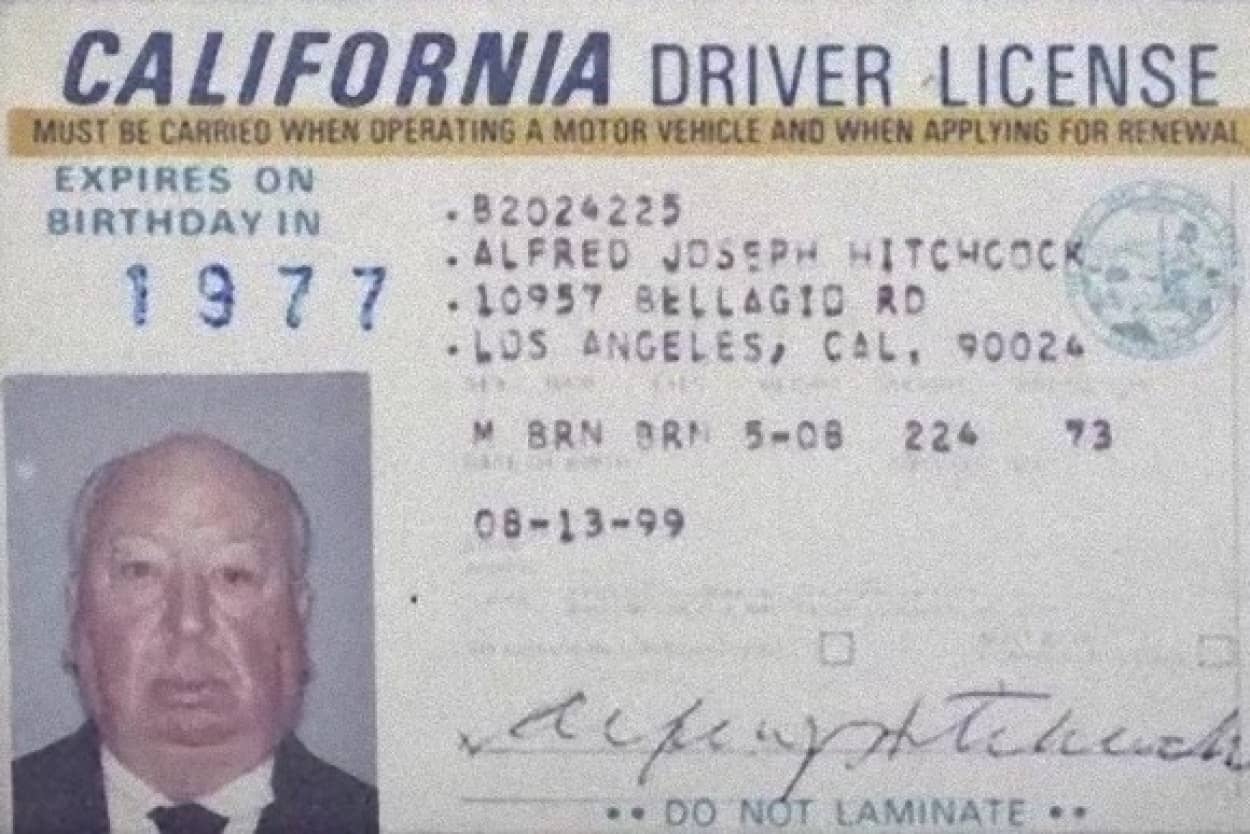 CALIFORNIA DRIVER LICENSE
MUST BE CARRIED WHEN OPERATING A MOTOR VEHICLE AND WHEN APPLYING FOR RENEWAL
EXPIRES ON
BIRTHDAY IN
1977
.B2024225
.ALFRED JOSEPH HITCHCOCK
.10957 BELLAGIO RD
.LOS ANGELES, CAL. 90024
M BRN BRN 5-08 224 73
08-13-99
•• DO NOT LAMINATE ••